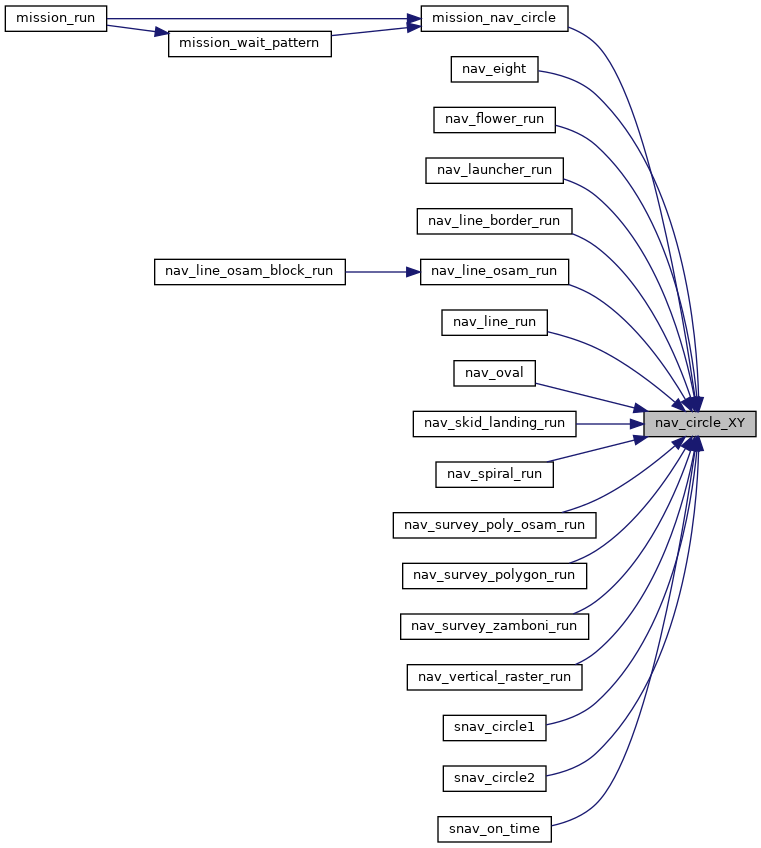 mission_run
mission_nav_circle
mission_wait_pattern
nav_eight
nav_flower_run
nav_launcher_run
nav_line_border_run
nav_line_osam_block_run
nav_line_osam_run
nav_line_run
nav_oval
nav_circle_XY
nav_skid_landing_run
nav_spiral_run
nav_survey_poly_osam_run
nav_survey_polygon_run
nav_survey_zamboni_run
nav_vertical_raster_run
snav_circle1
snav_circle2
snav_on_time